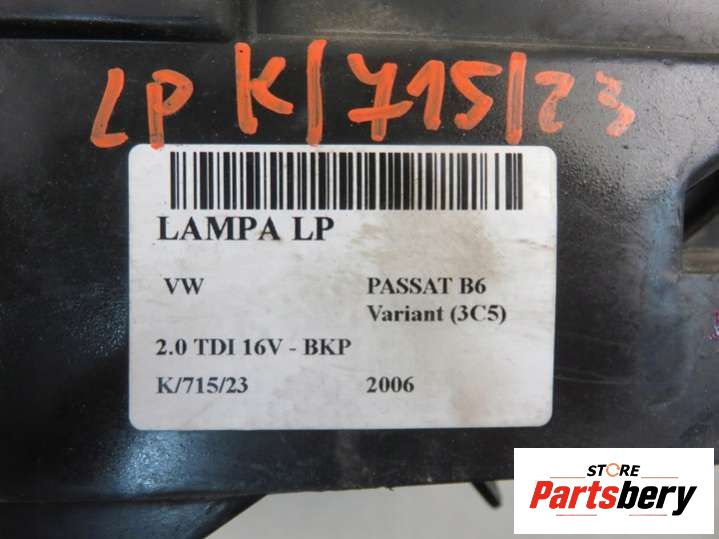 LP K/715/23
LAMPA LP
VW PASSAT B6
Variant (3C5)
2.0 TDI 16V - BKP
K/715/23 2006
STORE
Partsbery